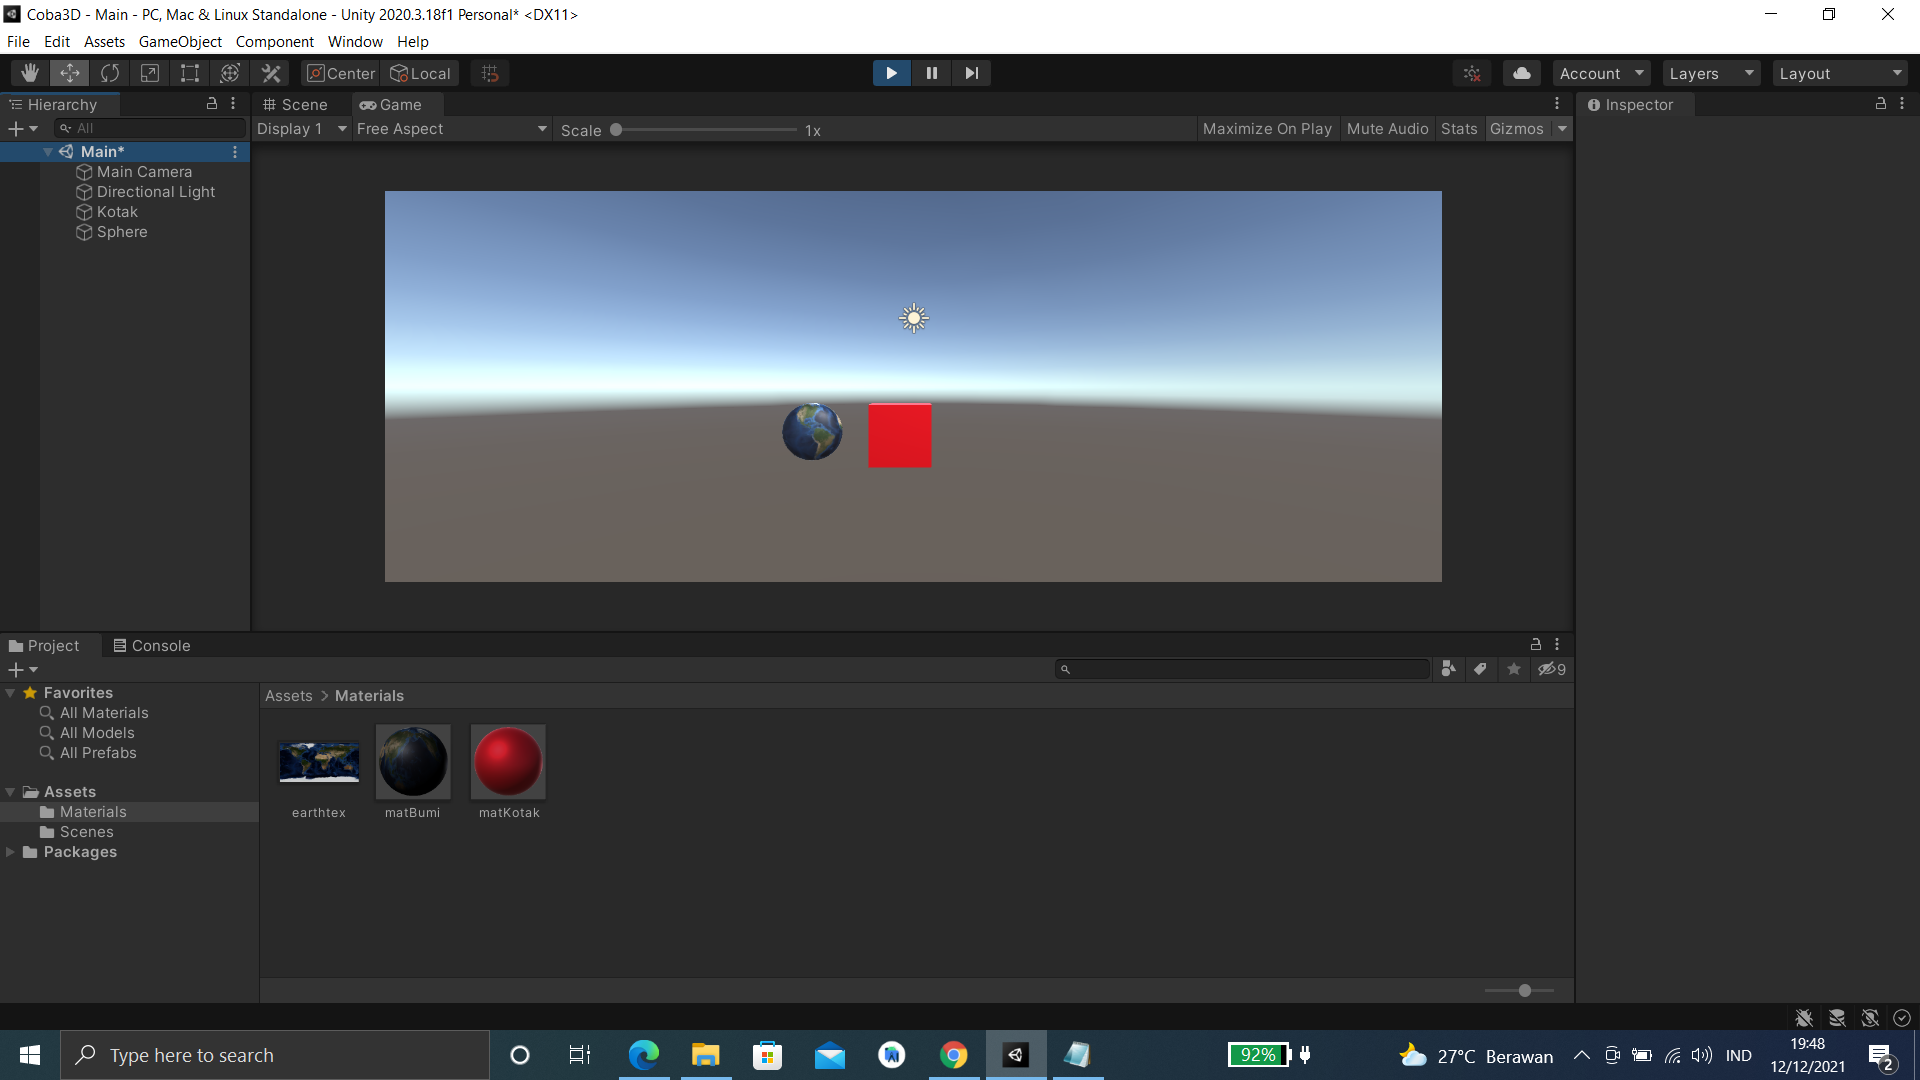 Coba3D - Main - PC, Mac & Linux Standalone - Unity 2020.3.18f1 Personal* <DX11>
File Edit Assets GameObject Component Window Help
Center Local Account Layers Layout
Hierarchy Scene Game Inspector
All Display 1 Free Aspect Scale 1x Maximize On Play Mute Audio Stats Gizmos
Main*
Main Camera
Directional Light
Kotak
Sphere
Project Console
9
Favorites Assets > Materials
All Materials
All Models
All Prefabs
Assets
Materials earthtex matBumi matKotak
Scenes
Packages
Type here to search 92% 27°C Berawan IND 19:48
12/12/2021 2